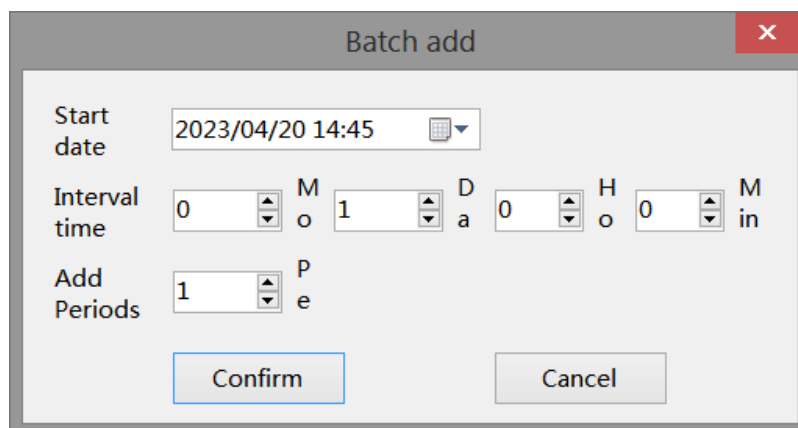 Batch add
Start
date
2023/04/20 14:45
Interval
time
0
M
o
1
D
a
0
H
o
0
M
in
Add
Periods
1
P
e
Confirm
Cancel